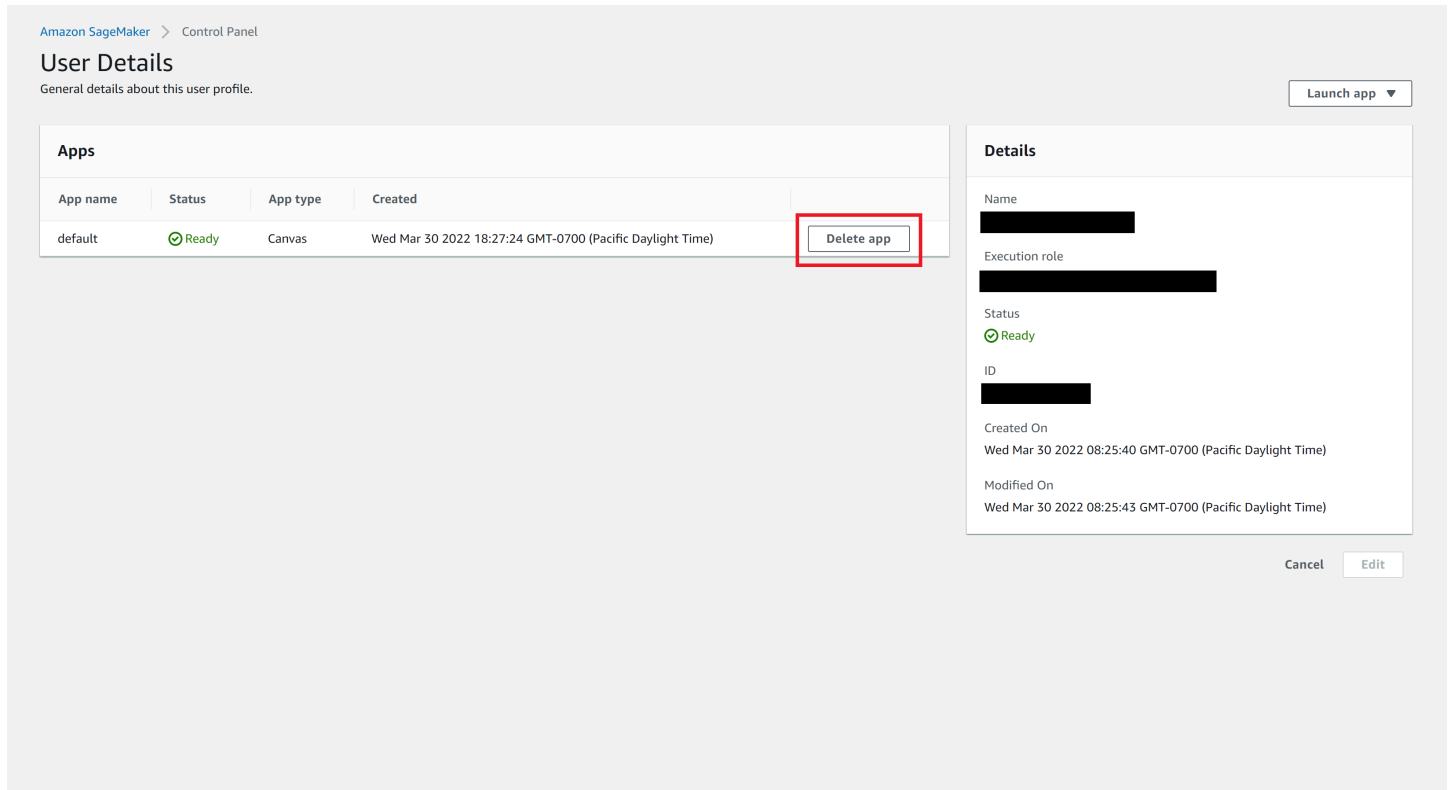 Amazon SageMaker > Control Panel
User Details
General details about this user profile.
Launch app ▼
Apps
App name Status App type Created
default Ready Canvas Wed Mar 30 2022 18:27:24 GMT-0700 (Pacific Daylight Time) Delete app
Details
Name
Execution role
Status
Ready
ID
Created On
Wed Mar 30 2022 08:25:40 GMT-0700 (Pacific Daylight Time)
Modified On
Wed Mar 30 2022 08:25:43 GMT-0700 (Pacific Daylight Time)
Cancel Edit